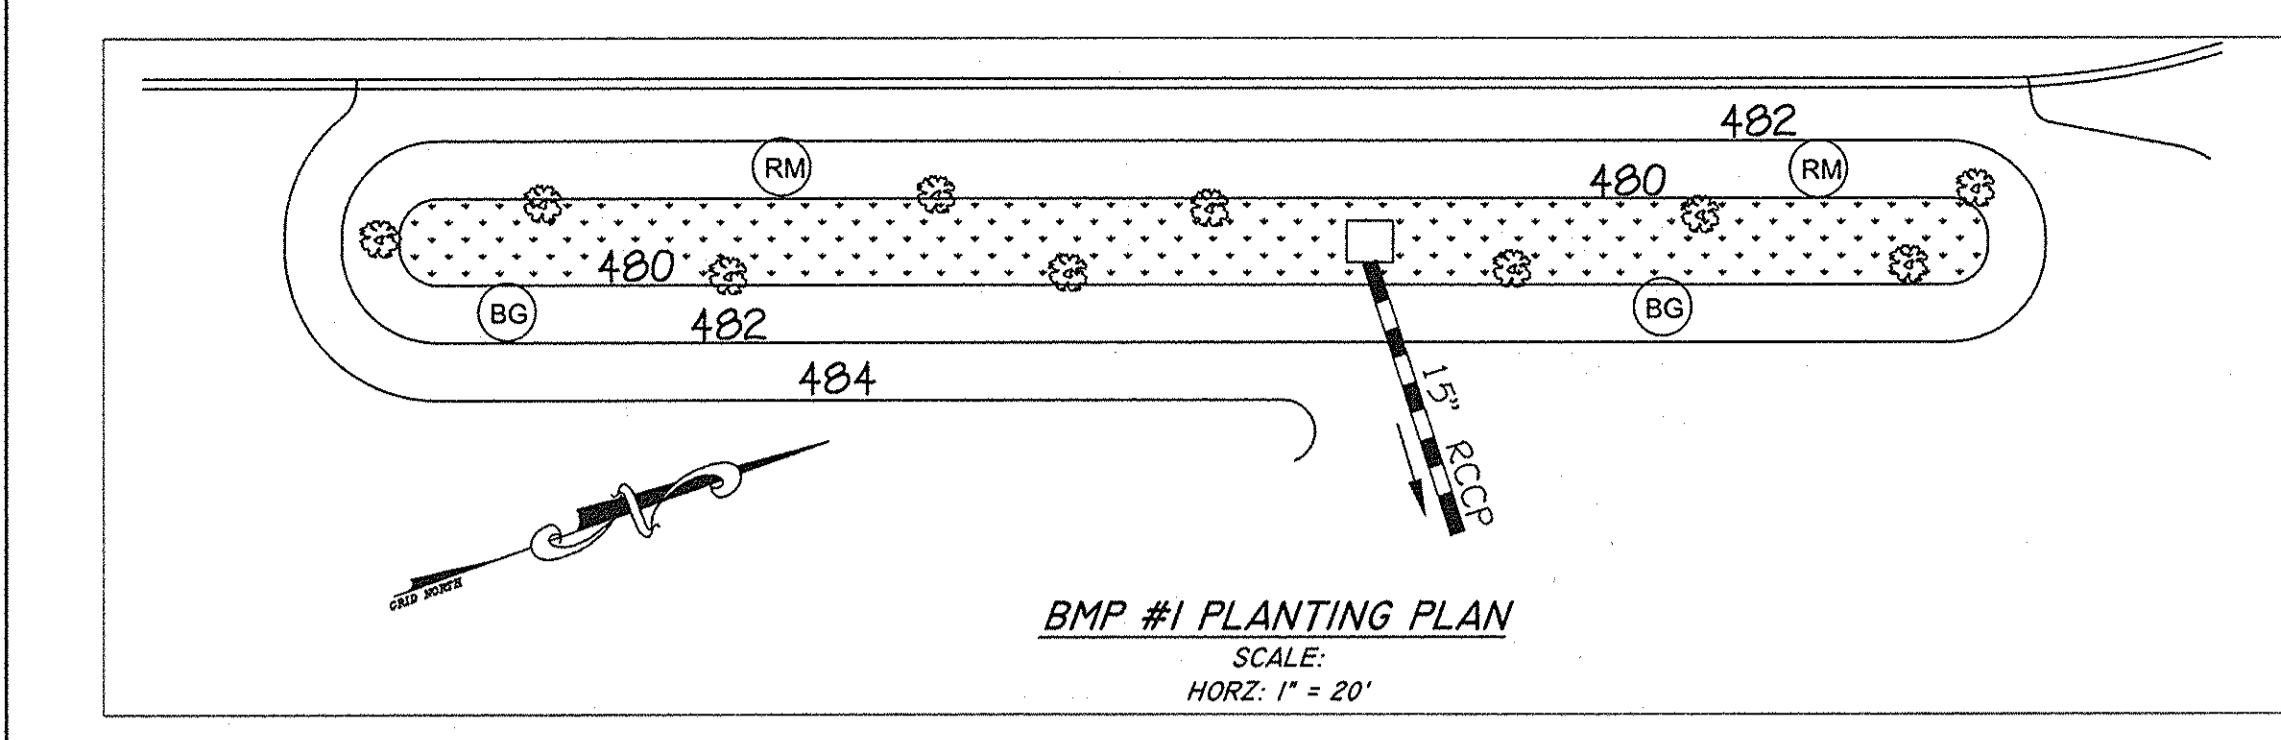 482
RM
RM
480
480
BG
BG
482
484
15" RCCP
GRID NORTH
BMP #1 PLANTING PLAN
SCALE:
HORZ: 1" = 20'